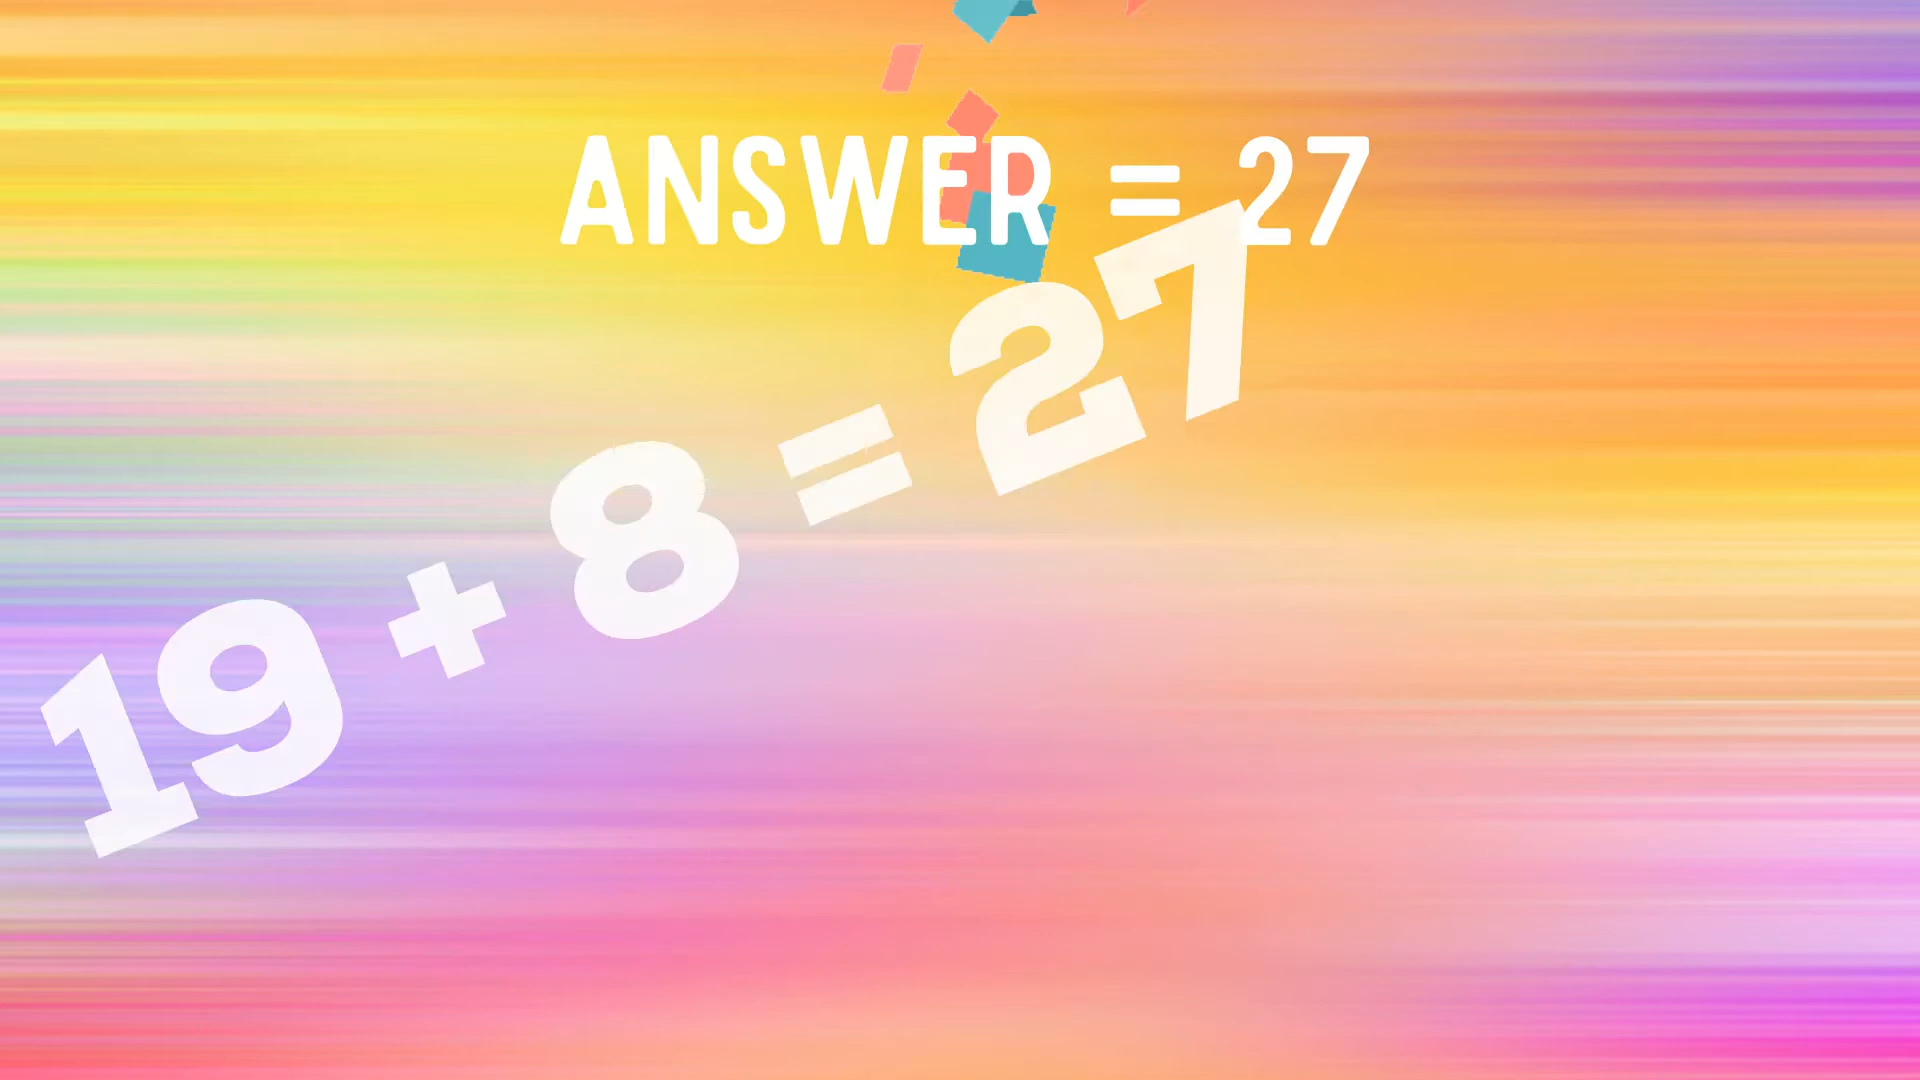 ANSWER = 27
19 + 8 = 27